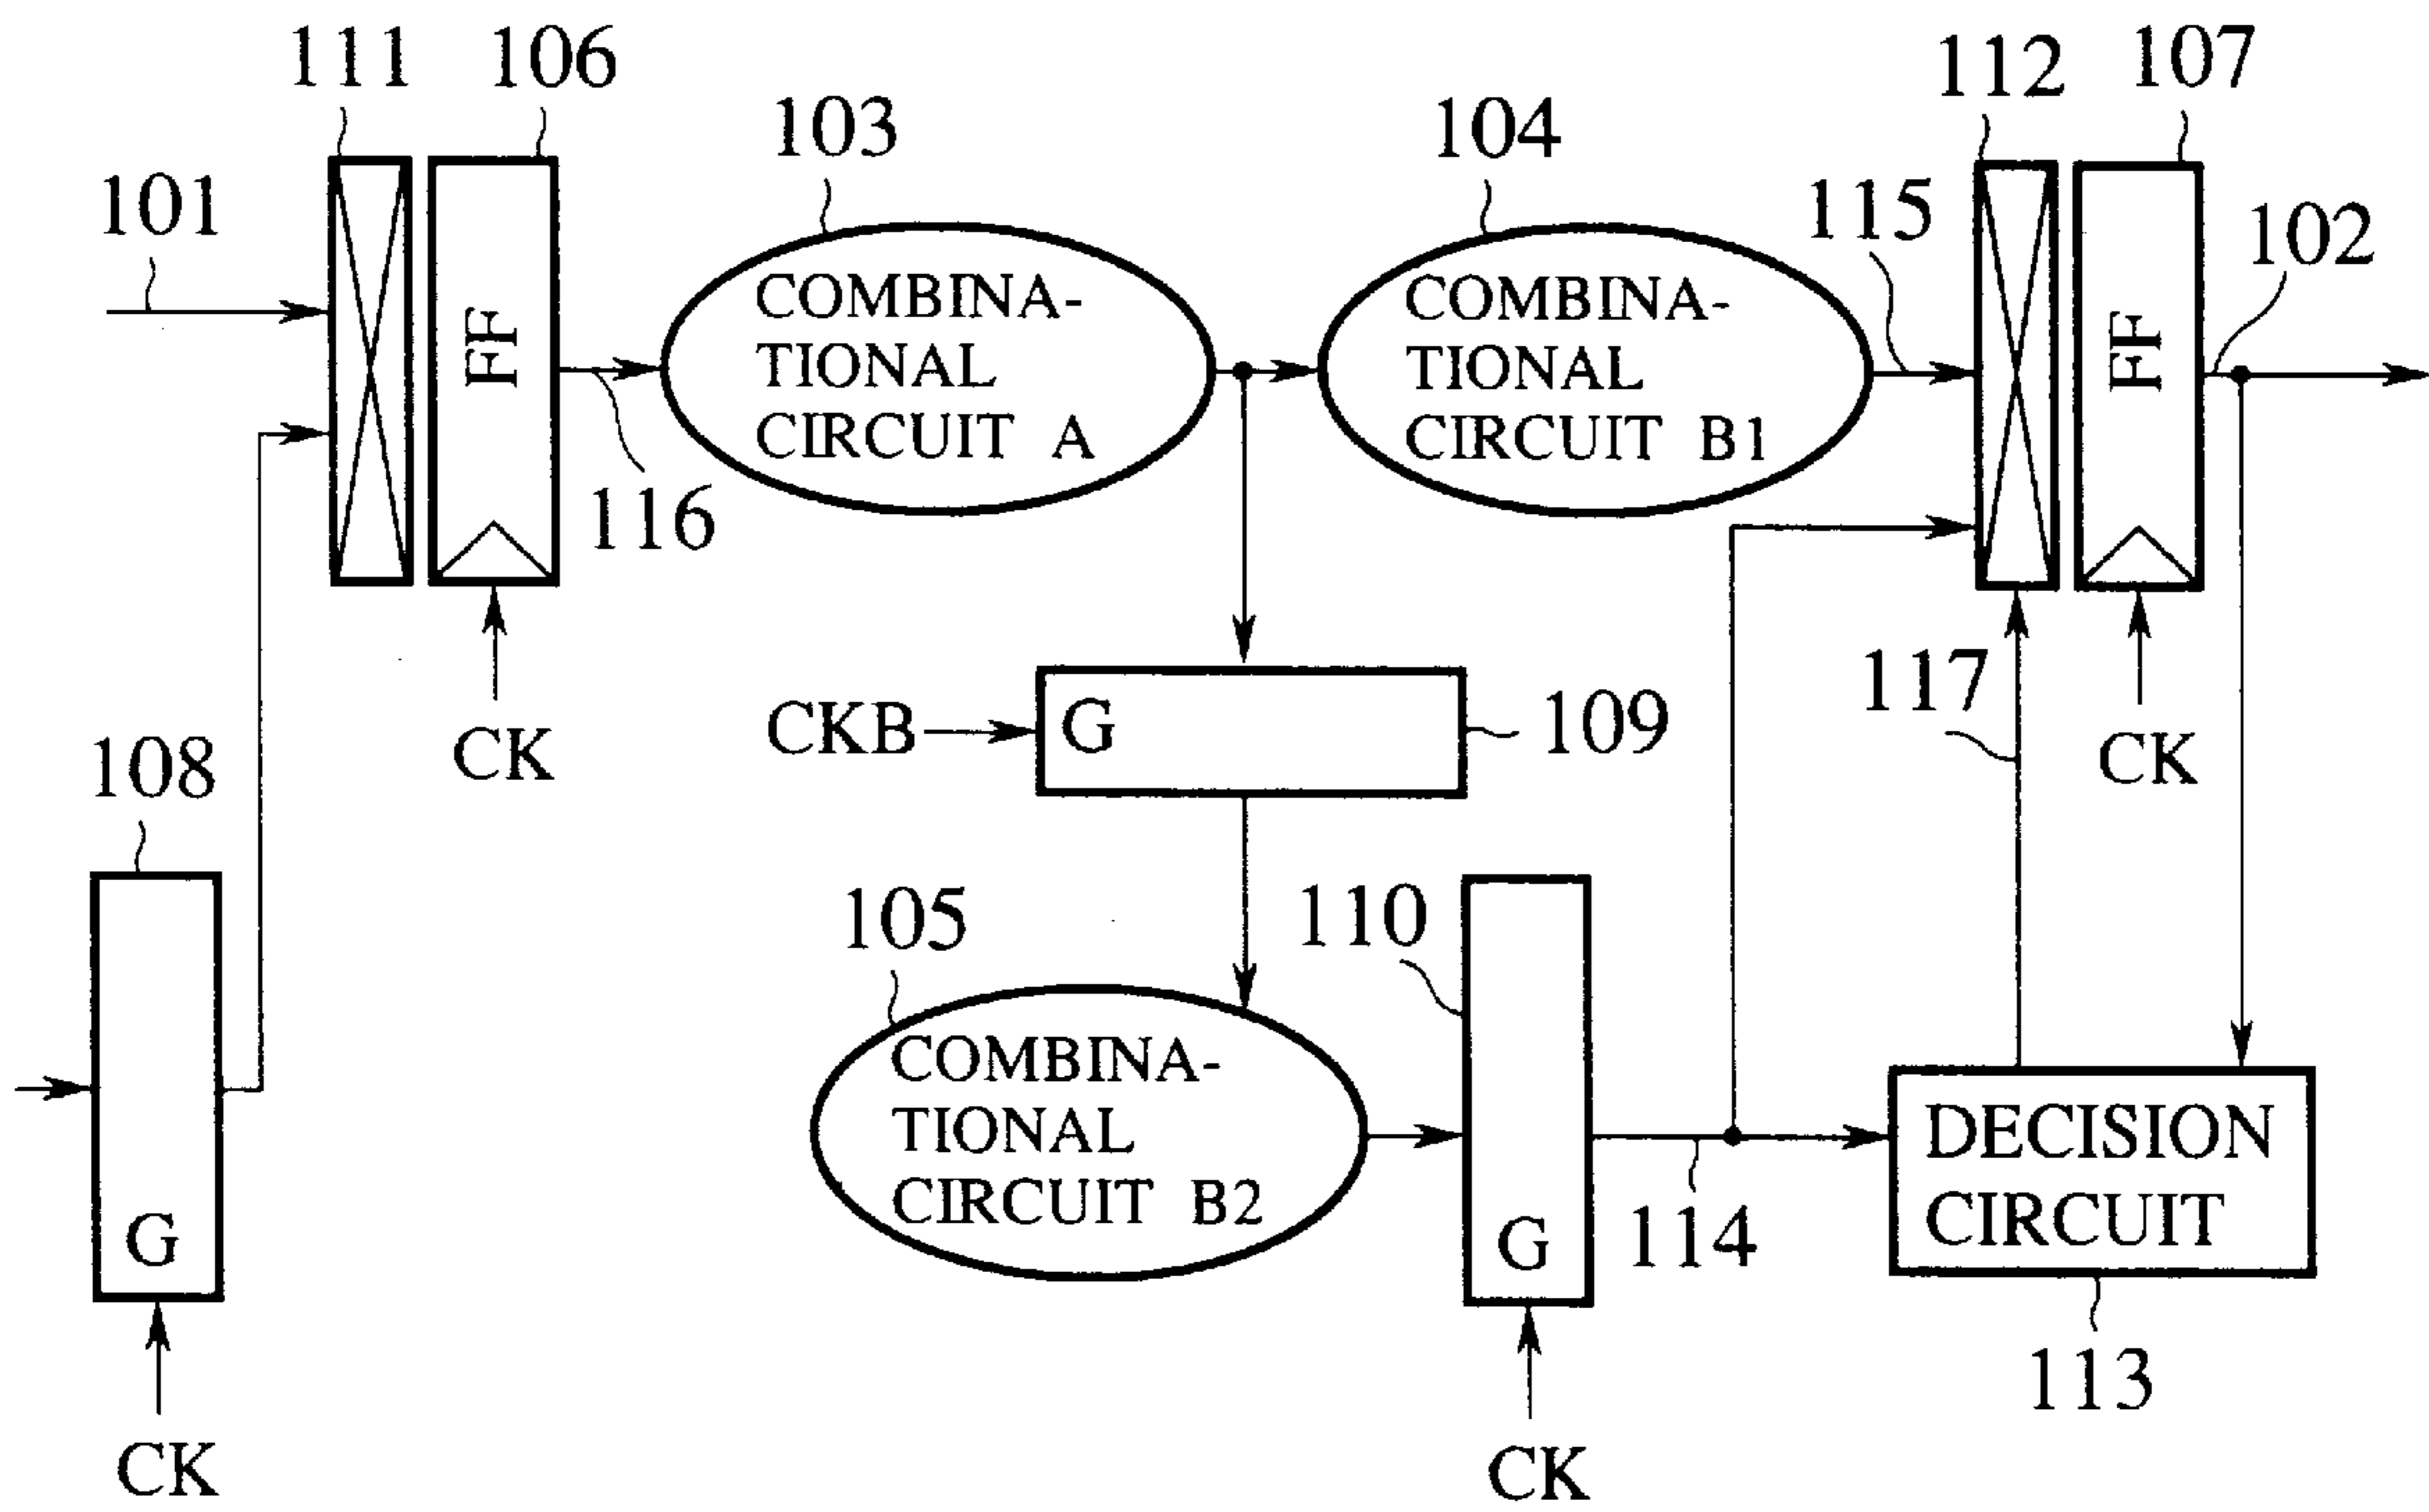 111
106
103
104
112
107
101
COMBINA-
TIONAL
CIRCUIT A
COMBINA-
TIONAL
CIRCUIT B1
115
102
FF
FF
116
CK
CKB
G
109
117
CK
108
105
110
COMBINA-
TIONAL
CIRCUIT B2
G
G
114
DECISION
CIRCUIT
113
CK
CK